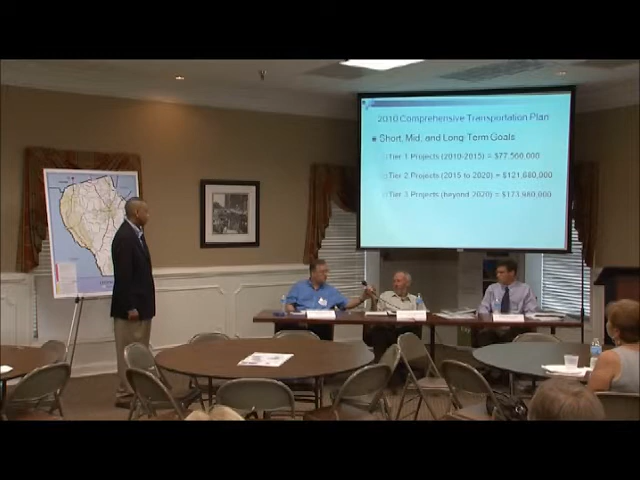 2010 Comprehensive Transportation Plan
Short, Mid, and Long-Term Goals
Tier 1 Projects (2010-2015) = $77,500,000
Tier 2 Projects (2015 to 2020) = $121,680,000
Tier 3 Projects (beyond 2020) = $173,980,000